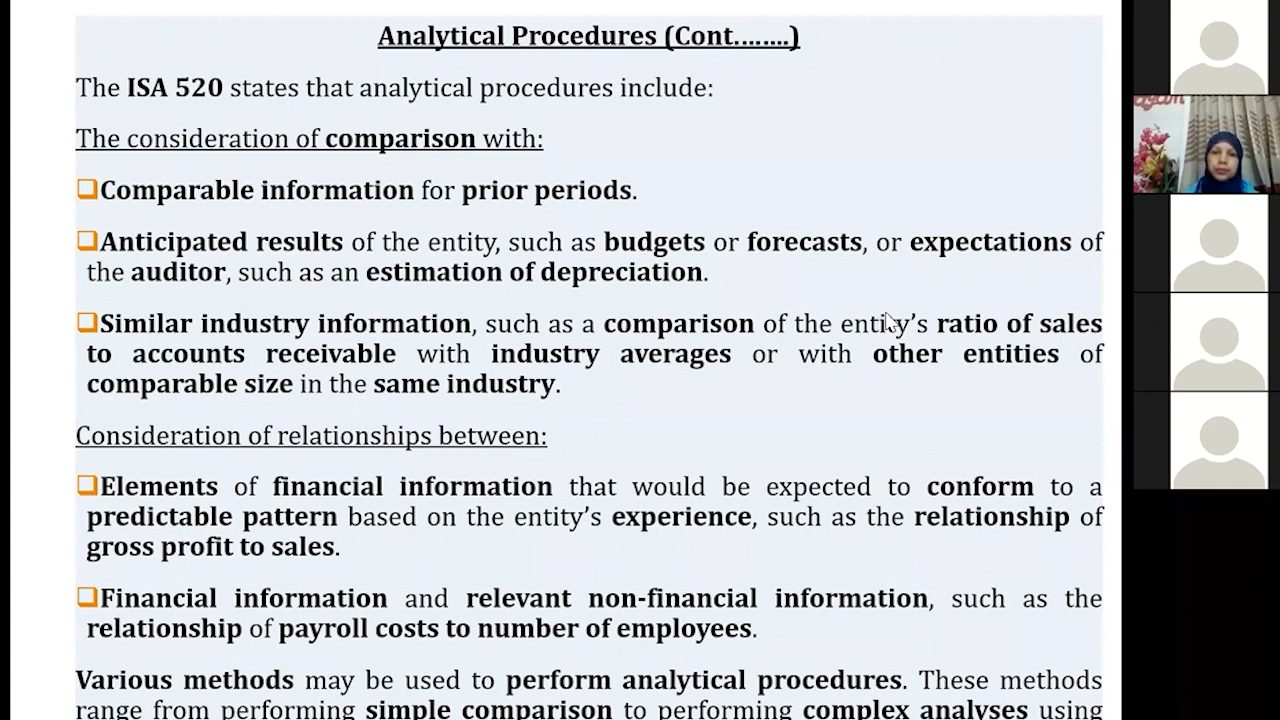 Analytical Procedures (Cont........)
The ISA 520 states that analytical procedures include:
The consideration of comparison with:
❑Comparable information for prior periods.
❑Anticipated results of the entity, such as budgets or forecasts, or expectations of
the auditor, such as an estimation of depreciation.
❑Similar industry information, such as a comparison of the entity's ratio of sales
to accounts receivable with industry averages or with other entities of
comparable size in the same industry.
Consideration of relationships between:
❑Elements of financial information that would be expected to conform to a
predictable pattern based on the entity's experience, such as the relationship of
gross profit to sales.
❑Financial information and relevant non-financial information, such as the
relationship of payroll costs to number of employees.
Various methods may be used to perform analytical procedures. These methods
range from performing simple comparison to performing complex analyses using